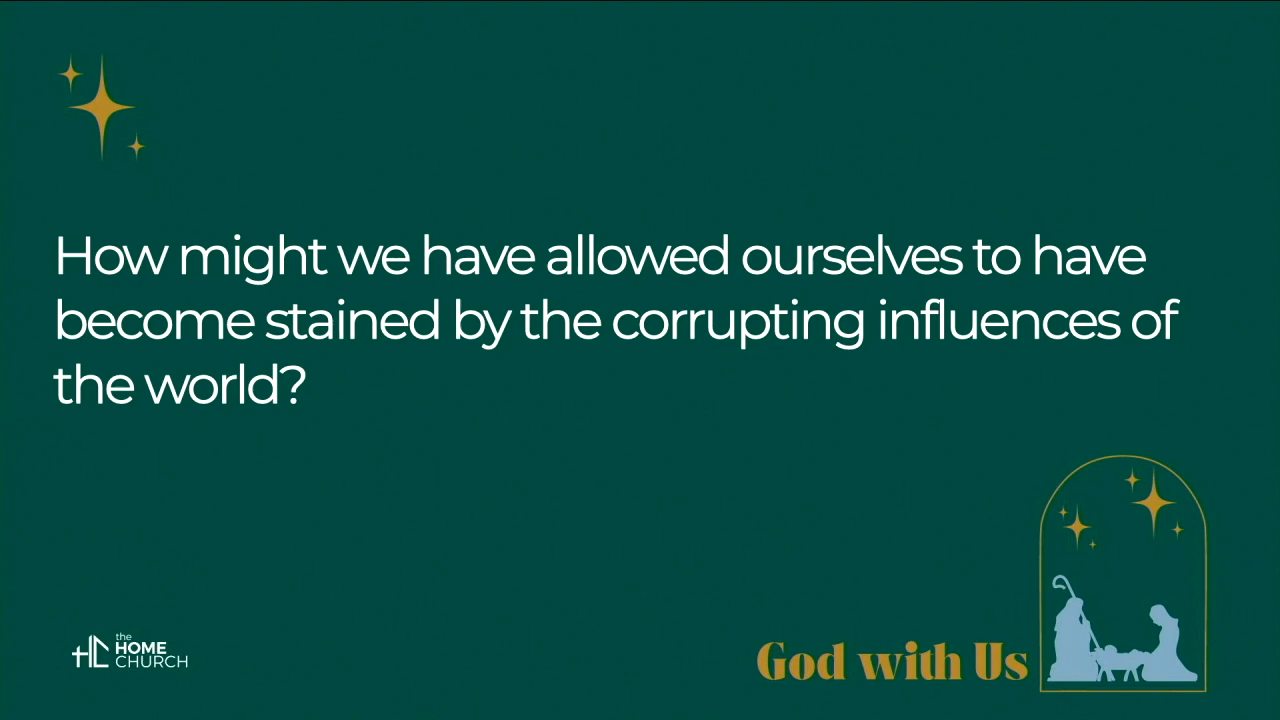 How might we have allowed ourselves to have
become stained by the corrupting influences of
the world?
the
HOME
CHURCH
God with Us